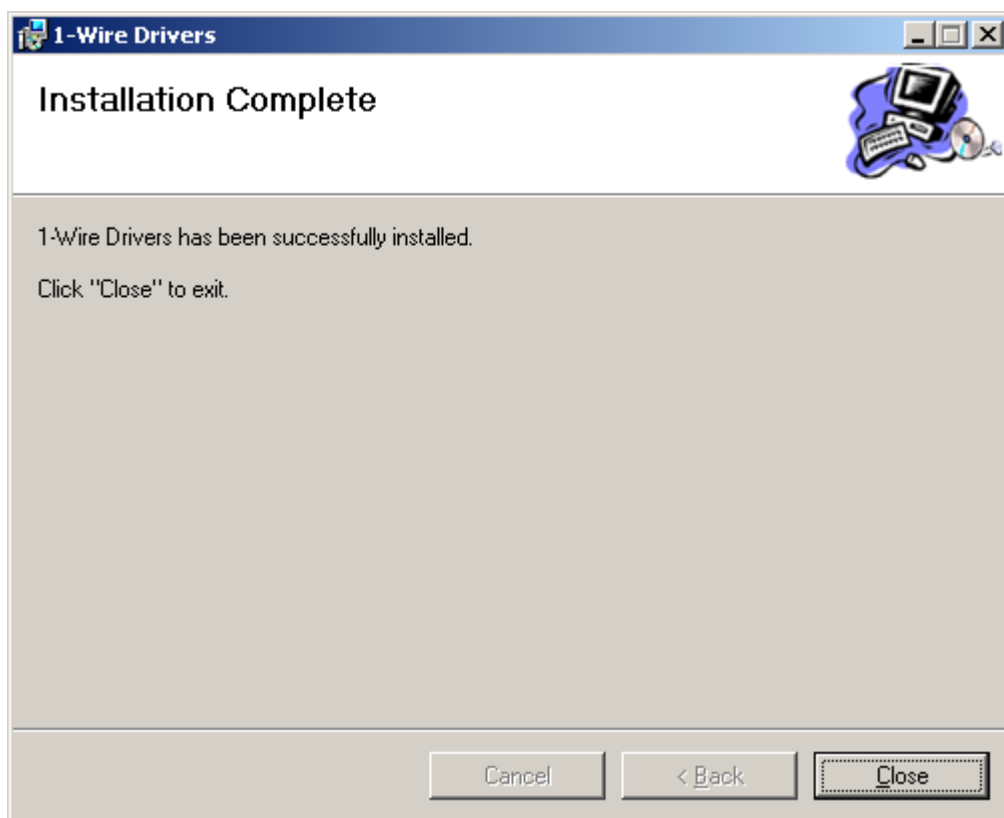 1-Wire Drivers
Installation Complete
1-Wire Drivers has been successfully installed.
Click "Close" to exit.
Cancel
< Back
Close